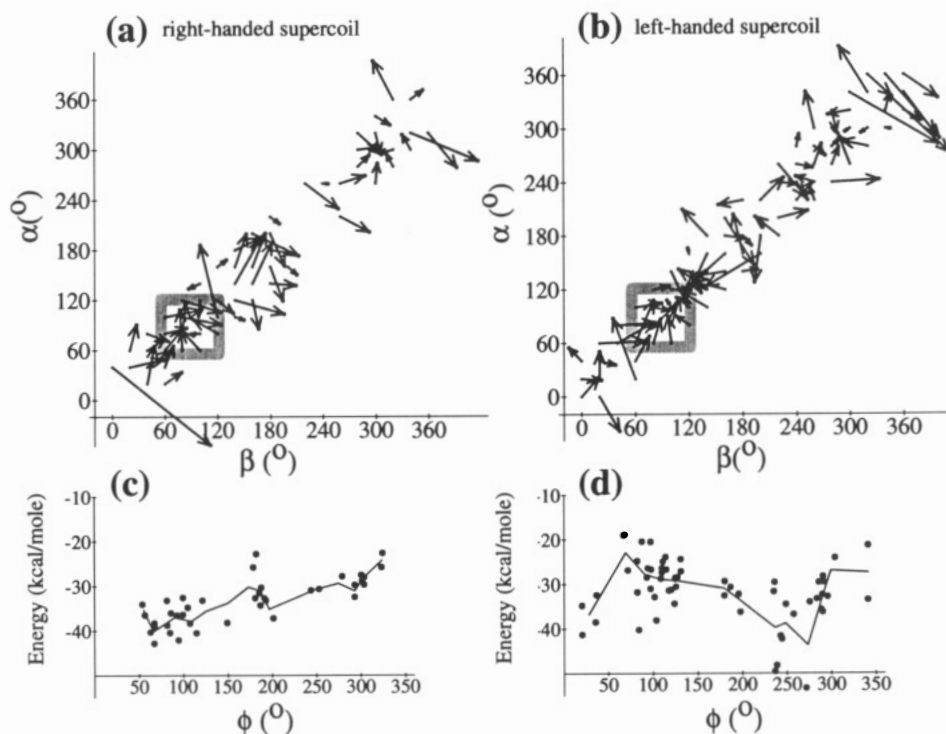 (a) right-handed supercoil
(b) left-handed supercoil
360
300
240
180
120
60
0
α(°)
0 60 120 180 240 300 360
β (°)
360
300
240
180
120
60
0
α (°)
0 60 120 180 240 300 360
β(°)
(c)
-10
-20
-30
-40
Energy (kcal/mole)
50 100 150 200 250 300 350
ϕ (°)
(d)
-10
-20
-30
-40
Energy (kcal/mole)
50 100 150 200 250 300 350
ϕ (°)